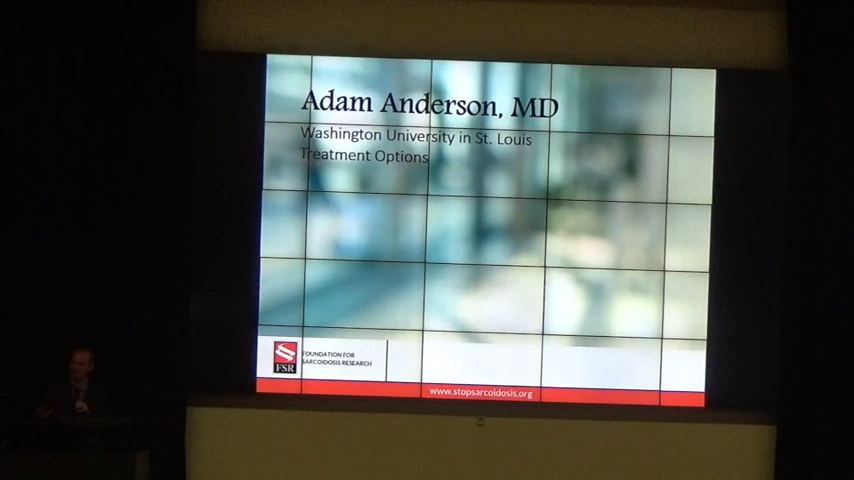 Adam Anderson, MD
Washington University in St. Louis
Treatment Options
FSR
FOUNDATION FOR
SARCOIDOSIS RESEARCH
www.stopsarcoidosis.org